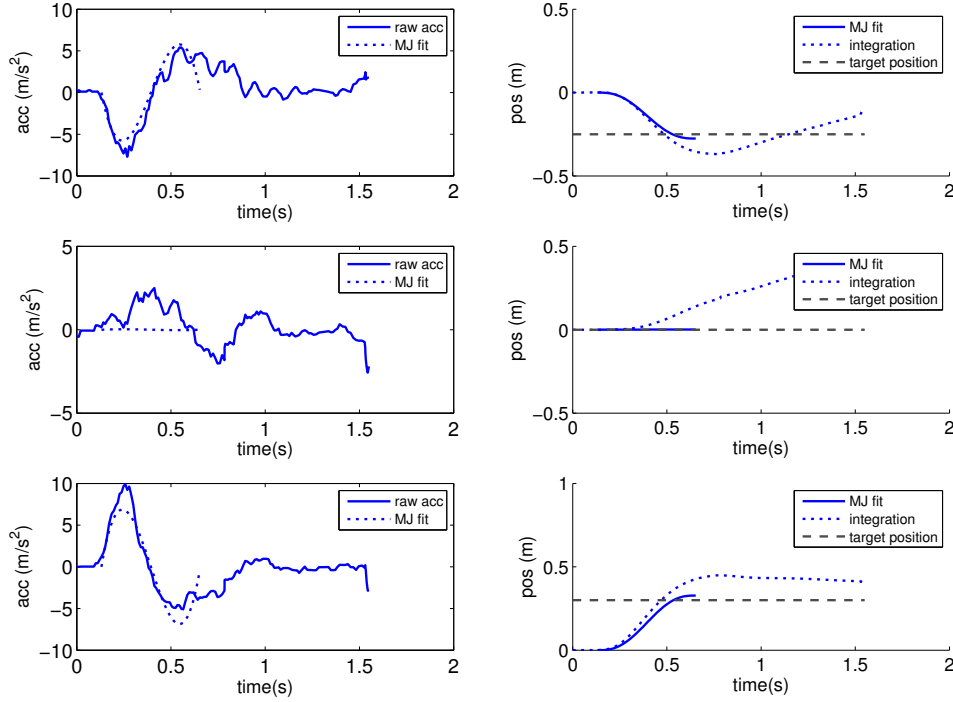 10
5
0
−5
−10
acc (m/s²)
raw acc
MJ fit
0 0.5 1 1.5 2
time(s)
0.5
0
−0.5
pos (m)
MJ fit
integration
target position
0 0.5 1 1.5 2
time(s)
5
0
−5
acc (m/s²)
raw acc
MJ fit
0 0.5 1 1.5 2
time(s)
0.5
0
−0.5
pos (m)
MJ fit
integration
target position
0 0.5 1 1.5 2
time(s)
10
5
0
−5
−10
acc (m/s²)
raw acc
MJ fit
0 0.5 1 1.5 2
time(s)
1
0.5
0
pos (m)
MJ fit
integration
target position
0 0.5 1 1.5 2
time(s)